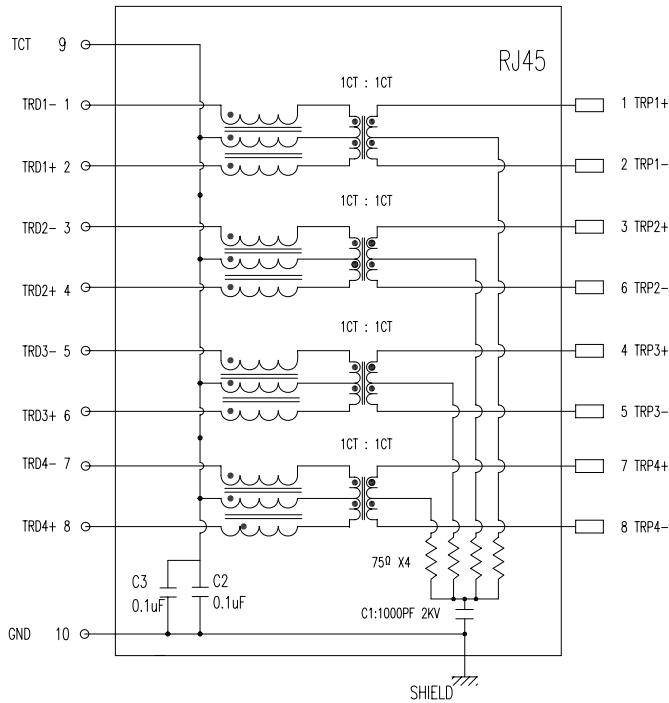 TCT 9
RJ45
1CT : 1CT
TRD1- 1
1 TRP1+
TRD1+ 2
2 TRP1-
1CT : 1CT
TRD2- 3
3 TRP2+
TRD2+ 4
6 TRP2-
1CT : 1CT
TRD3- 5
4 TRP3+
TRD3+ 6
5 TRP3-
1CT : 1CT
TRD4- 7
7 TRP4+
TRD4+ 8
8 TRP4-
75Ω X4
C3
0.1uF
C2
0.1uF
C1:1000PF 2KV
GND 10
SHIELD